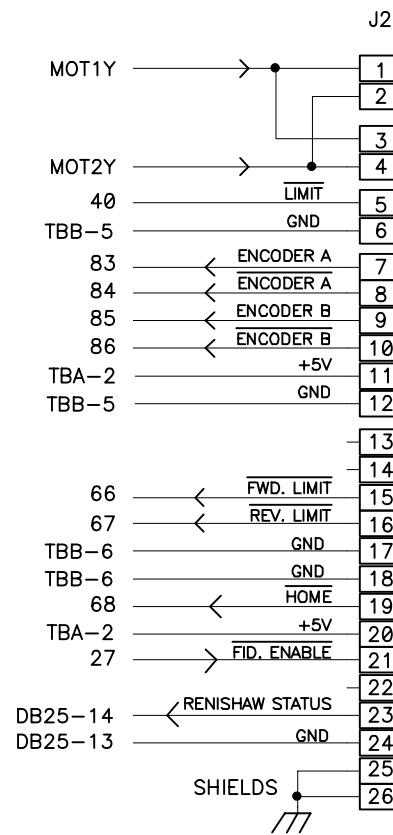 J2
MOT1Y 1
2
3
MOT2Y 4
40 LIMIT 5
TBB-5 GND 6
83 ENCODER A 7
84 ENCODER A 8
85 ENCODER B 9
86 ENCODER B 10
TBA-2 +5V 11
TBB-5 GND 12
13
14
66 FWD. LIMIT 15
67 REV. LIMIT 16
TBB-6 GND 17
TBB-6 GND 18
68 HOME 19
TBA-2 +5V 20
27 FID. ENABLE 21
22
DB25-14 RENISHAW STATUS 23
DB25-13 GND 24
25
SHIELDS 26